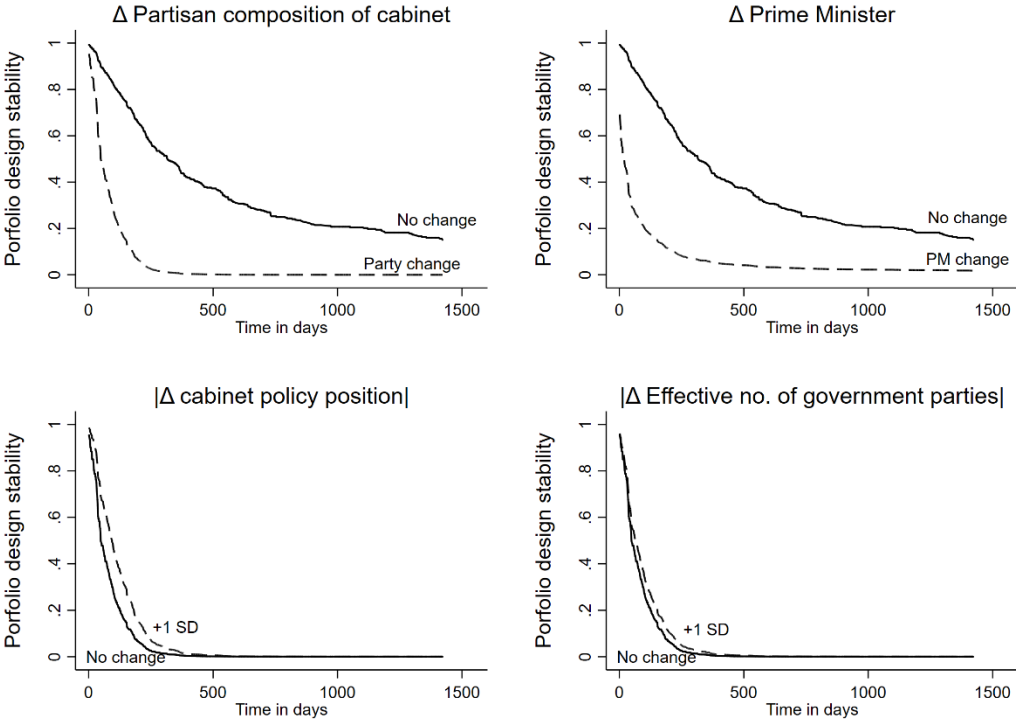 Δ Partisan composition of cabinet
Porfolio design stability
1
.8
.6
.4
.2
0
No change
Party change
0 500 1000 1500
Time in days
Δ Prime Minister
Porfolio design stability
1
.8
.6
.4
.2
0
No change
PM change
0 500 1000 1500
Time in days
|Δ cabinet policy position|
Porfolio design stability
1
.8
.6
.4
.2
0
+1 SD
No change
0 500 1000 1500
Time in days
|Δ Effective no. of government parties|
Porfolio design stability
1
.8
.6
.4
.2
0
+1 SD
No change
0 500 1000 1500
Time in days